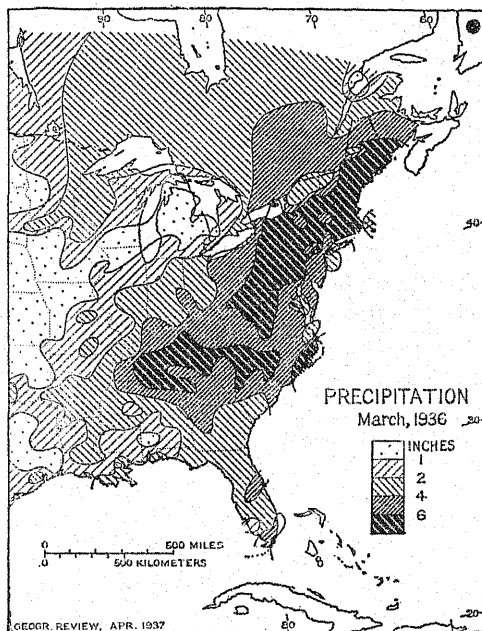 90
80
70
40
PRECIPITATION
March, 1936
30
INCHES
1
2
4
6
0 500 MILES
0 500 KILOMETERS
GEOGR. REVIEW, APR. 1937
80
20